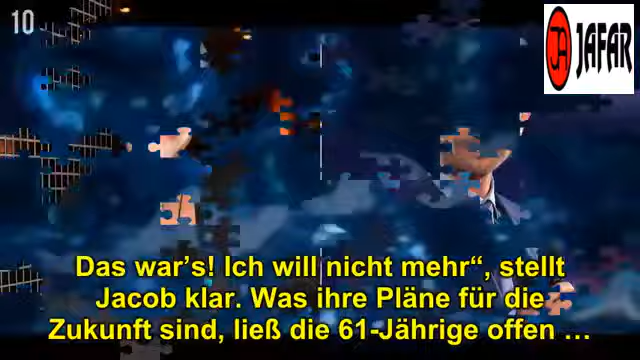 10
JAFAR
Das war’s! Ich will nicht mehr“, stellt
Jacob klar. Was ihre Pläne für die
Zukunft sind, ließ die 61-Jährige offen …